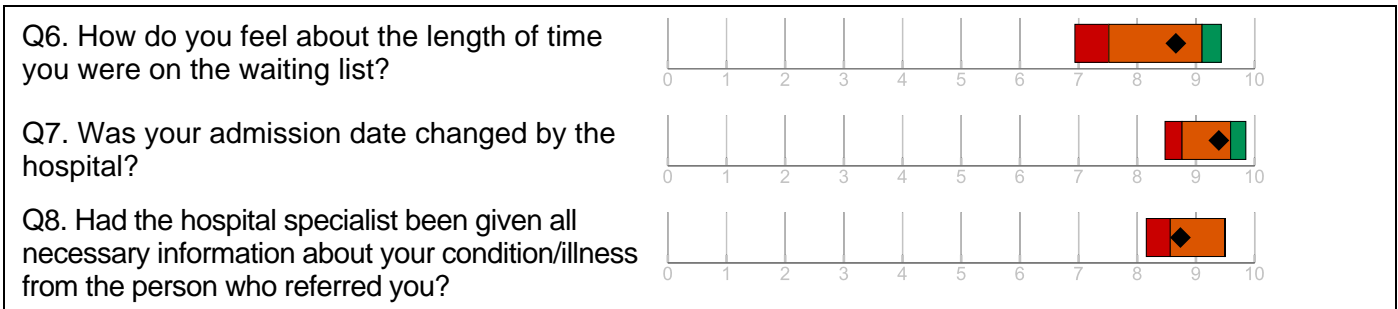 Q6. How do you feel about the length of time
you were on the waiting list?
0 1 2 3 4 5 6 7 8 9 10
Q7. Was your admission date changed by the
hospital?
0 1 2 3 4 5 6 7 8 9 10
Q8. Had the hospital specialist been given all
necessary information about your condition/illness
from the person who referred you?
0 1 2 3 4 5 6 7 8 9 10